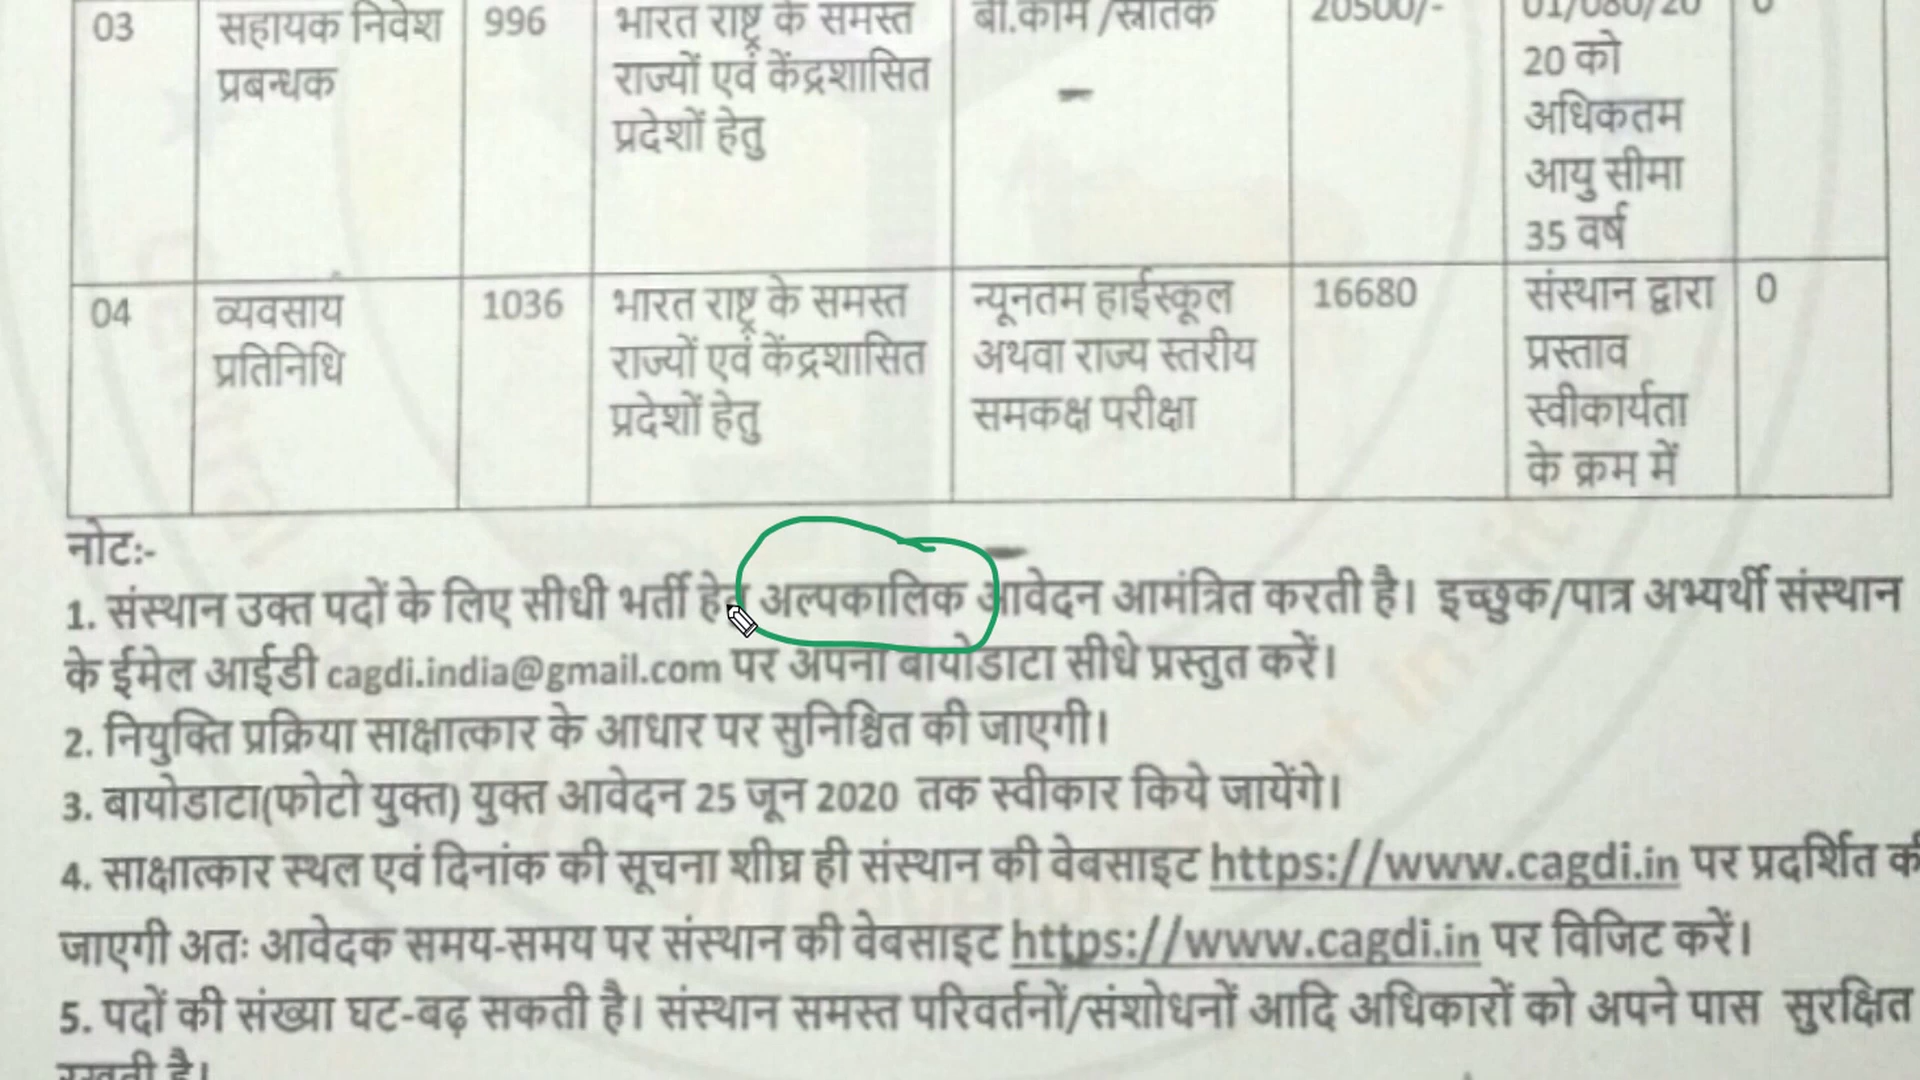 03 सहायक निवेश प्रबन्धक 996 भारत राष्ट्र के समस्त राज्यों एवं केंद्रशासित प्रदेशों हेतु बी.कॉम /स्नातक 20500/- 01/080/20 20 को अधिकतम आयु सीमा 35 वर्ष 0
04 व्यवसाय प्रतिनिधि 1036 भारत राष्ट्र के समस्त राज्यों एवं केंद्रशासित प्रदेशों हेतु न्यूनतम हाईस्कूल अथवा राज्य स्तरीय समकक्ष परीक्षा 16680 संस्थान द्वारा प्रस्ताव स्वीकार्यता के क्रम में 0
नोटः-
1. संस्थान उक्त पदों के लिए सीधी भर्ती हेतु अल्पकालिक आवेदन आमंत्रित करती है। इच्छुक/पात्र अभ्यर्थी संस्थान
के ईमेल आईडी cagdi.india@gmail.com पर अपना बायोडाटा सीधे प्रस्तुत करें।
2. नियुक्ति प्रक्रिया साक्षात्कार के आधार पर सुनिश्चित की जाएगी।
3. बायोडाटा(फोटो युक्त) युक्त आवेदन 25 जून 2020 तक स्वीकार किये जायेंगे।
4. साक्षात्कार स्थल एवं दिनांक की सूचना शीघ्र ही संस्थान की वेबसाइट https://www.cagdi.in पर प्रदर्शित की
जाएगी अतः आवेदक समय-समय पर संस्थान की वेबसाइट https://www.cagdi.in पर विजिट करें।
5. पदों की संख्या घट-बढ़ सकती है। संस्थान समस्त परिवर्तनों/संशोधनों आदि अधिकारों को अपने पास सुरक्षित
रखती है।